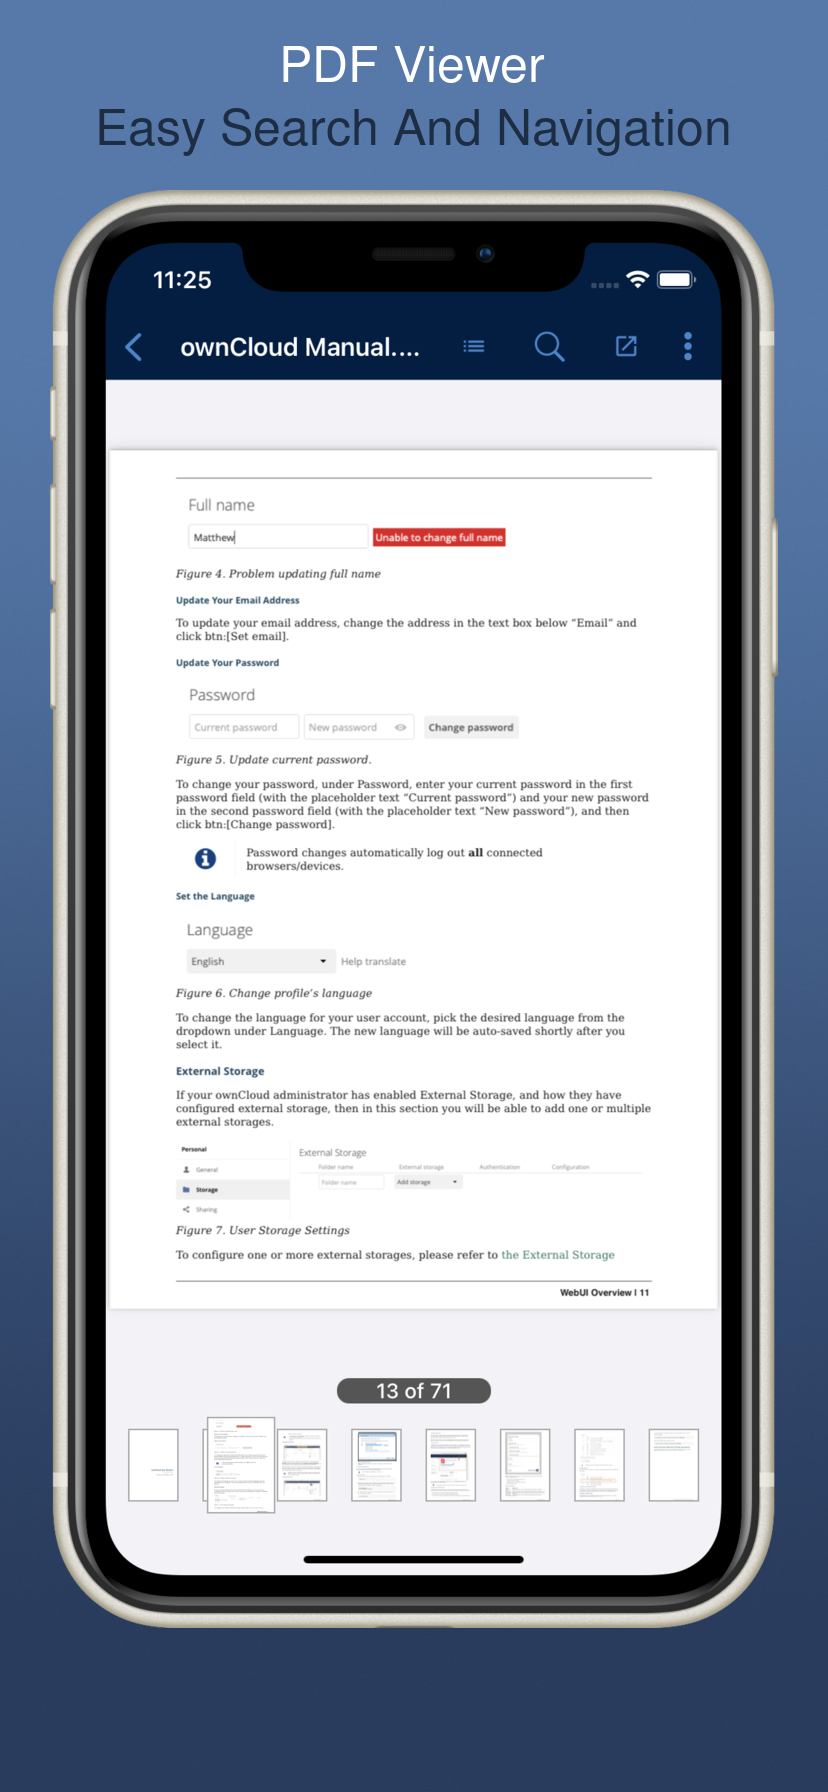 PDF Viewer
Easy Search And Navigation
11:25
ownCloud Manual....
Full name
Matthew
Unable to change full name
Figure 4. Problem updating full name
Update Your Email Address
To update your email address, change the address in the text box below “Email” and
click btn:[Set email].
Update Your Password
Password
Current password
New password
Change password
Figure 5. Update current password.
To change your password, under Password, enter your current password in the first
password field (with the placeholder text “Current password”) and your new password
in the second password field (with the placeholder text “New password”), and then
click btn:[Change password].
Password changes automatically log out all connected
browsers/devices.
Set the Language
Language
English
Help translate
Figure 6. Change profile’s language
To change the language for your user account, pick the desired language from the
dropdown under Language. The new language will be auto-saved shortly after you
select it.
External Storage
If your ownCloud administrator has enabled External Storage, and how they have
configured external storage, then in this section you will be able to add one or multiple
external storages.
Personal
General
Storage
Sharing
External Storage
Folder name External storage Authentication Configuration
Folder name Add storage
Figure 7. User Storage Settings
To configure one or more external storages, please refer to the External Storage
WebUI Overview | 11
13 of 71